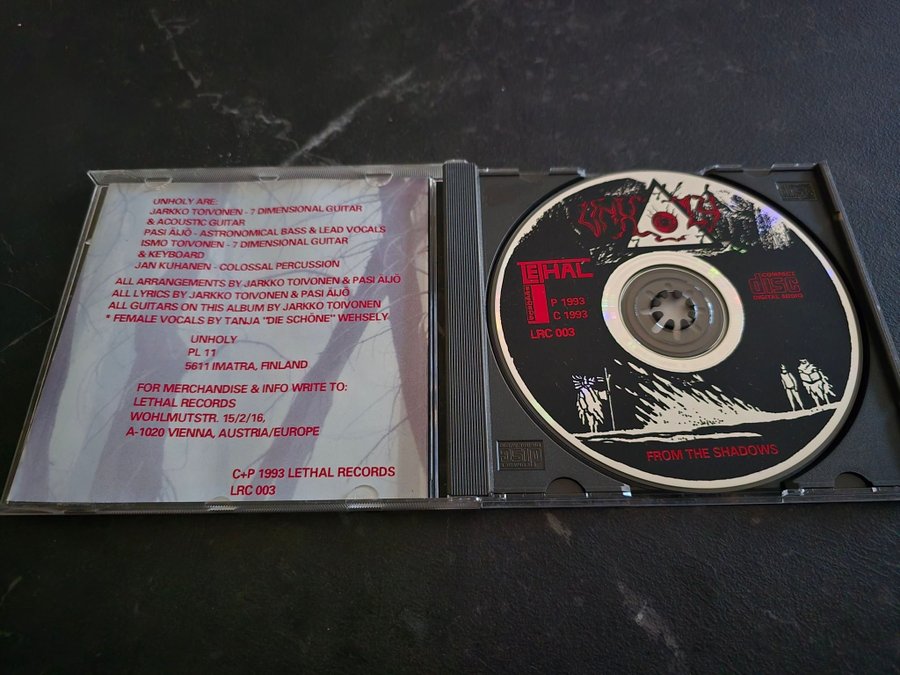 UNHOLY ARE:
JARKKO TOIVONEN - 7 DIMENSIONAL GUITAR
& ACOUSTIC GUITAR
PASI ÄIJÖ - ASTRONOMICAL BASS & LEAD VOCALS
ISMO TOIVONEN - 7 DIMENSIONAL GUITAR
& KEYBOARD
JAN KUHANEN - COLOSSAL PERCUSSION
ALL ARRANGEMENTS BY JARKKO TOIVONEN & PASI ÄIJÖ
ALL LYRICS BY JARKKO TOIVONEN & PASI ÄIJÖ
ALL GUITARS ON THIS ALBUM BY JARKKO TOIVONEN
* FEMALE VOCALS BY TANJA "DIE SCHÖNE" WEHSELY
UNHOLY
PL 11
5611 IMATRA, FINLAND
FOR MERCHANDISE & INFO WRITE TO:
LETHAL RECORDS
WOHLMUTSTR. 15/2/16,
A-1020 VIENNA, AUSTRIA/EUROPE
C+P 1993 LETHAL RECORDS
LRC 003
UNHOLY
LETHAL
RECORDS
P 1993
C 1993
LRC 003
COMPACT
disc
DIGITAL AUDIO
FROM THE SHADOWS